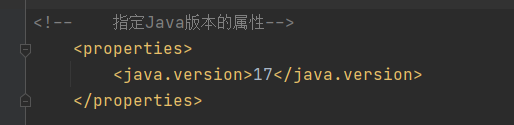 <!--    指定Java版本的属性-->
    <properties>
        <java.version>17</java.version>
    </properties>